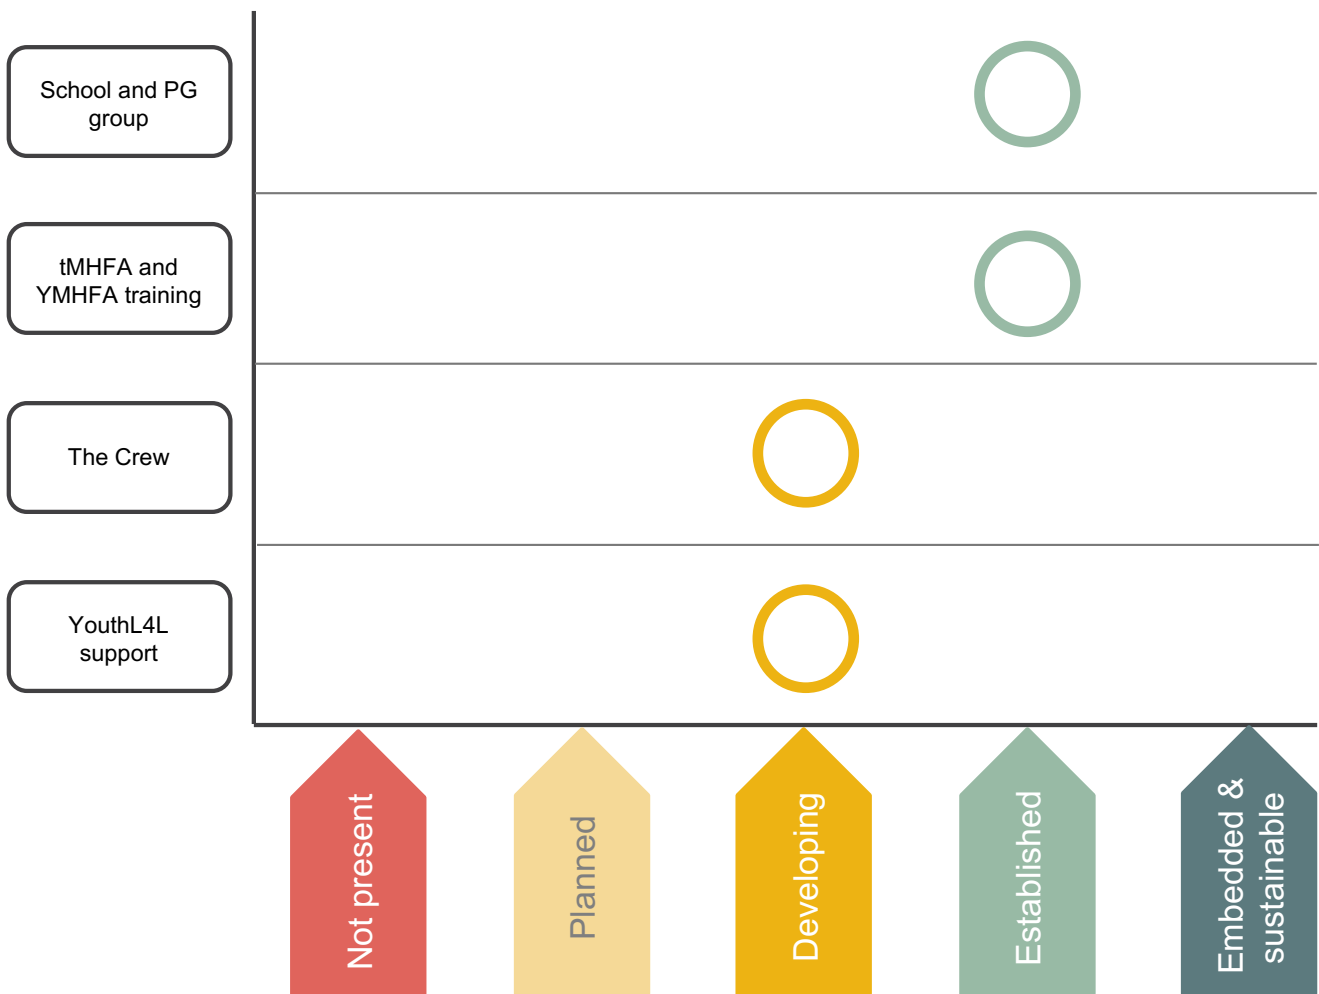 School and PG
group
tMHFA and
YMHFA training
The Crew
YouthL4L
support
Not present
Planned
Developing
Established
Embedded &
sustainable